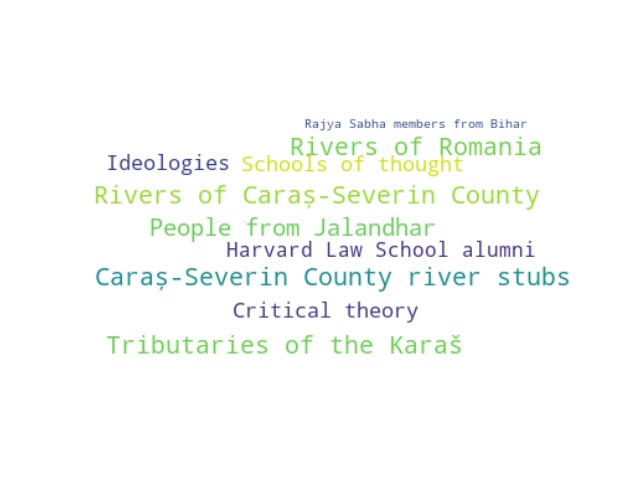 Rajya Sabha members from Bihar
Rivers of Romania
Ideologies
Schools of thought
Rivers of Caraș-Severin County
People from Jalandhar
Harvard Law School alumni
Caraș-Severin County river stubs
Critical theory
Tributaries of the Karaš